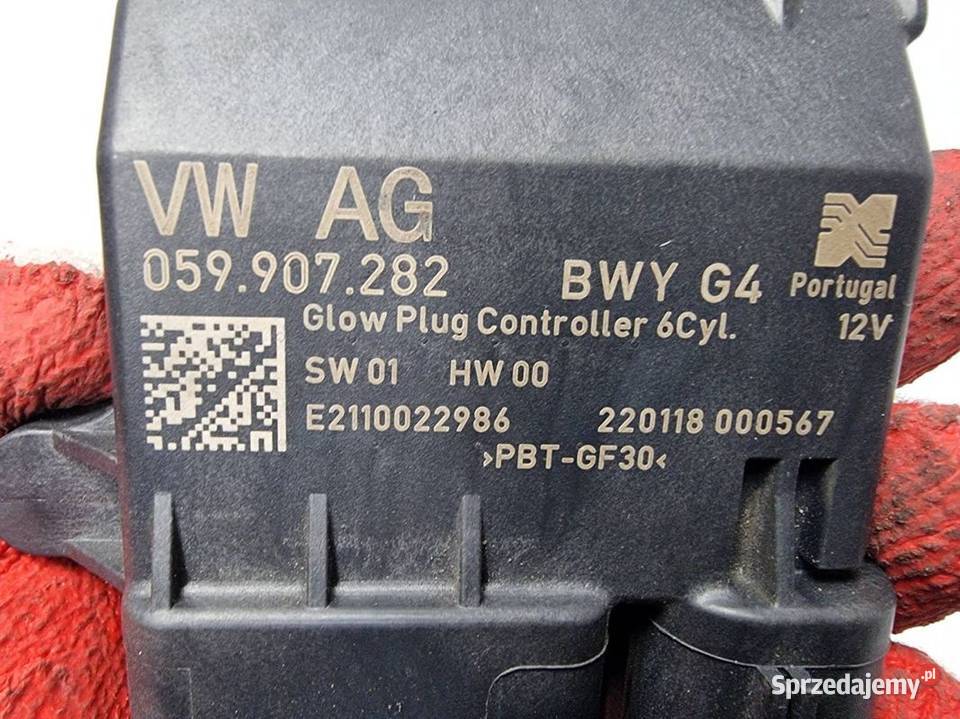 VW AG
059.907.282 BWY G4 Portugal
Glow Plug Controller 6Cyl. 12V
SW 01 HW 00
E2110022986 220118 000567
>PBT-GF30<
Sprzedajemy.pl